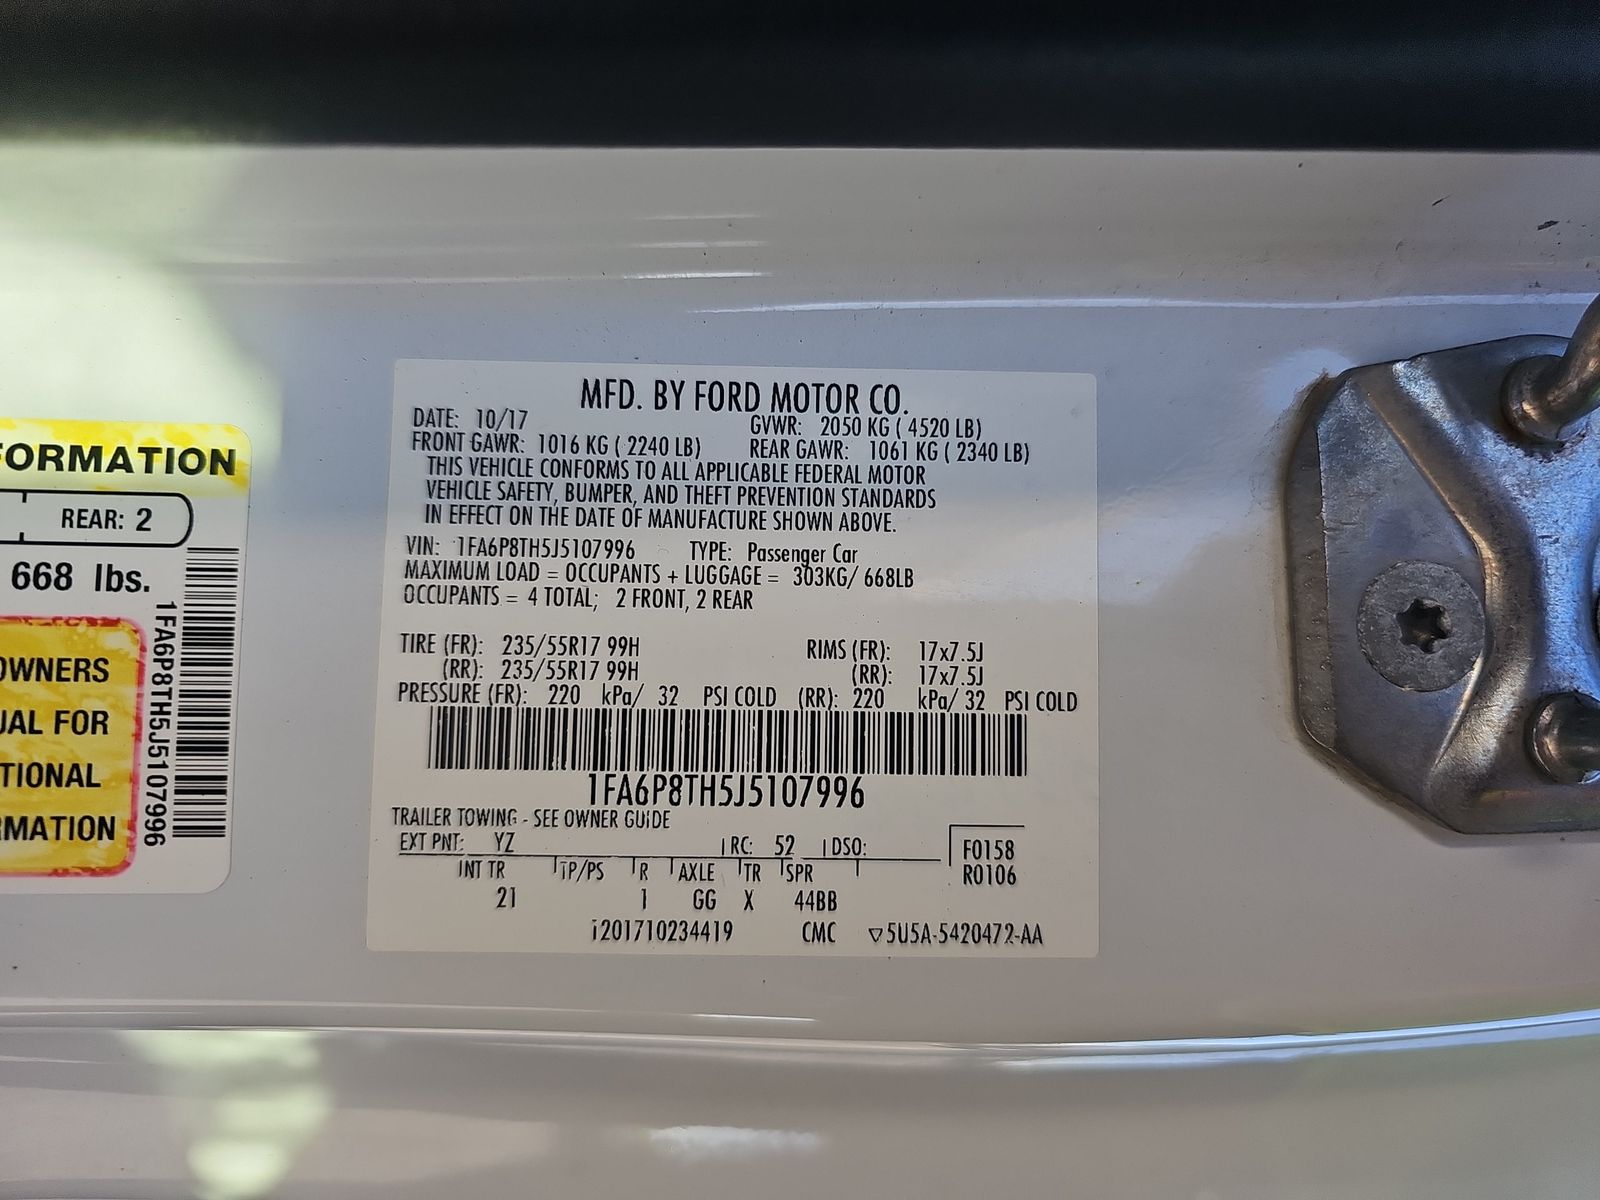 FORMATION
REAR: 2
668 lbs.
OWNERS
UAL FOR
TIONAL
RMATION
1FA6P8TH5J5107996
MFD. BY FORD MOTOR CO.
DATE: 10/17 GVWR: 2050 KG ( 4520 LB)
FRONT GAWR: 1016 KG ( 2240 LB) REAR GAWR: 1061 KG ( 2340 LB)
THIS VEHICLE CONFORMS TO ALL APPLICABLE FEDERAL MOTOR
VEHICLE SAFETY, BUMPER, AND THEFT PREVENTION STANDARDS
IN EFFECT ON THE DATE OF MANUFACTURE SHOWN ABOVE.
VIN: 1FA6P8TH5J5107996 TYPE: Passenger Car
MAXIMUM LOAD = OCCUPANTS + LUGGAGE = 303KG/ 668LB
OCCUPANTS = 4 TOTAL; 2 FRONT, 2 REAR
TIRE (FR): 235/55R17 99H RIMS (FR): 17x7.5J
(RR): 235/55R17 99H (RR): 17x7.5J
PRESSURE (FR): 220 kPa/ 32 PSI COLD (RR): 220 kPa/ 32 PSI COLD
1FA6P8TH5J5107996
TRAILER TOWING - SEE OWNER GUIDE
EXT PNT: YZ RC: 52 DSO: F0158
R0106
INT TR TP/PS R AXLE TR SPR
21 1 GG X 44BB
i201710234419 CMC ▽5U5A-5420472-AA